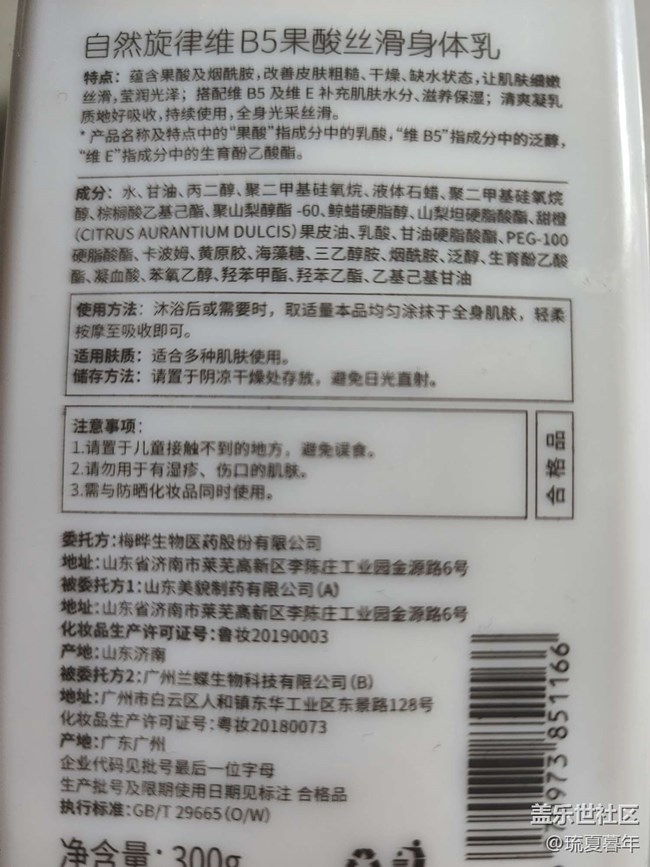 自然旋律维B5果酸丝滑身体乳
特点：蕴含果酸及烟酰胺，改善皮肤粗糙、干燥、缺水状态，让肌肤细嫩
丝滑，莹润光泽；搭配维 B5 及维 E 补充肌肤水分、滋养保湿；清爽凝乳
质地好吸收，持续使用，全身光采丝滑。
* 产品名称及特点中的“果酸”指成分中的乳酸，“维 B5”指成分中的泛醇，
“维 E”指成分中的生育酚乙酸酯。
成分：水、甘油、丙二醇、聚二甲基硅氧烷、液体石蜡、聚二甲基硅氧烷
醇、棕榈酸乙基己酯、聚山梨醇酯 -60、鲸蜡硬脂醇、山梨坦硬脂酸酯、甜橙
(CITRUS AURANTIUM DULCIS) 果皮油、乳酸、甘油硬脂酸酯、PEG-100
硬脂酸酯、卡波姆、黄原胶、海藻糖、三乙醇胺、烟酰胺、泛醇、生育酚乙酸
酯、凝血酸、苯氧乙醇、羟苯甲酯、羟苯乙酯、乙基己基甘油
使用方法：沐浴后或需要时，取适量本品均匀涂抹于全身肌肤，轻柔
按摩至吸收即可。
适用肤质：适合多种肌肤使用。
储存方法：请置于阴凉干燥处存放，避免日光直射。
注意事项：
1.请置于儿童接触不到的地方，避免误食。
2.请勿用于有湿疹、伤口的肌肤。
3.需与防晒化妆品同时使用。
合格品
委托方：梅晔生物医药股份有限公司
地址：山东省济南市莱芜高新区李陈庄工业园金源路6号
被委托方1：山东美貌制药有限公司(A)
地址：山东省济南市莱芜高新区李陈庄工业园金源路6号
化妆品生产许可证号：鲁妆20190003
产地：山东济南
被委托方2：广州兰蝶生物科技有限公司(B)
地址：广州市白云区人和镇东华工业区东景路128号
化妆品生产许可证号：粤妆20180073
产地：广东广州
企业代码见批号最后一位字母
生产批号及限期使用日期见标注 合格品
执行标准：GB/T 29665(O/W)
净含量：300g
973 851166
盖乐世社区
@琉夏暮年